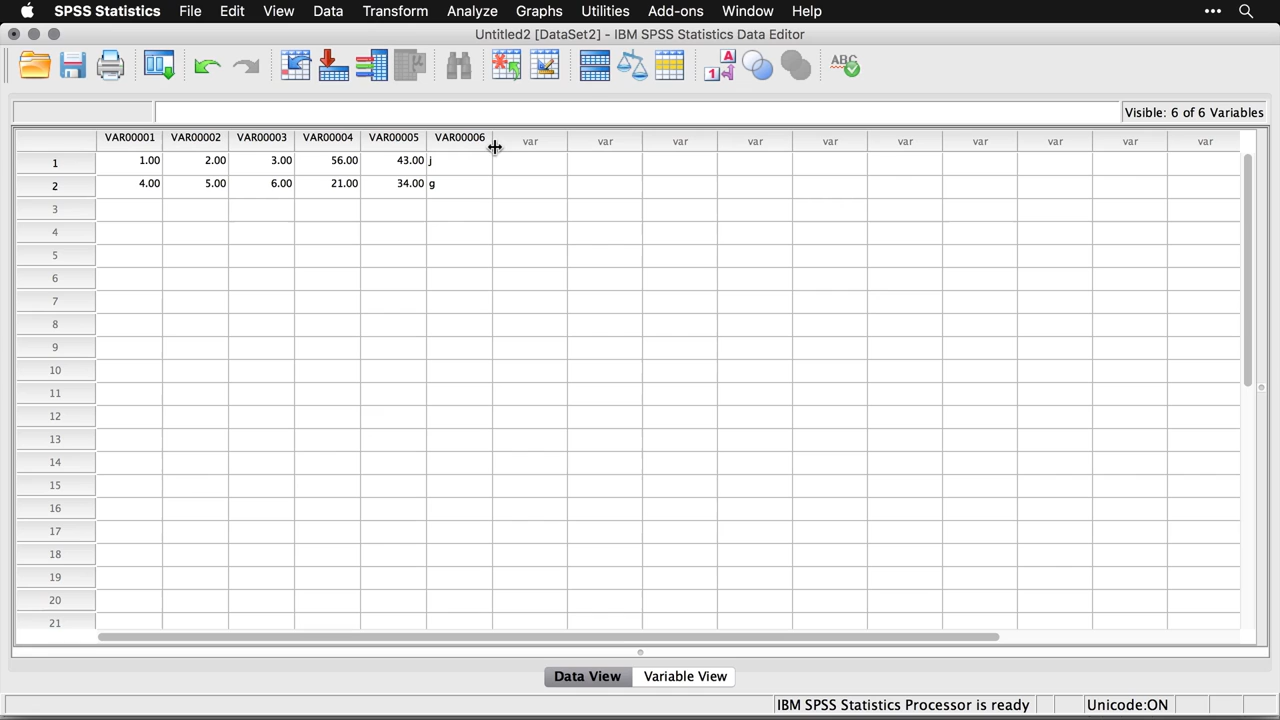 SPSS Statistics File Edit View Data Transform Analyze Graphs Utilities Add-ons Window Help
Untitled2 [DataSet2] - IBM SPSS Statistics Data Editor
1 A
ABC
Visible: 6 of 6 Variables
VAR00001 VAR00002 VAR00003 VAR00004 VAR00005 VAR00006 var var var var var var var var var var
1 1.00 2.00 3.00 56.00 43.00 j
2 4.00 5.00 6.00 21.00 34.00 g
3
4
5
6
7
8
9
10
11
12
13
14
15
16
17
18
19
20
21
Data View Variable View
IBM SPSS Statistics Processor is ready Unicode:ON